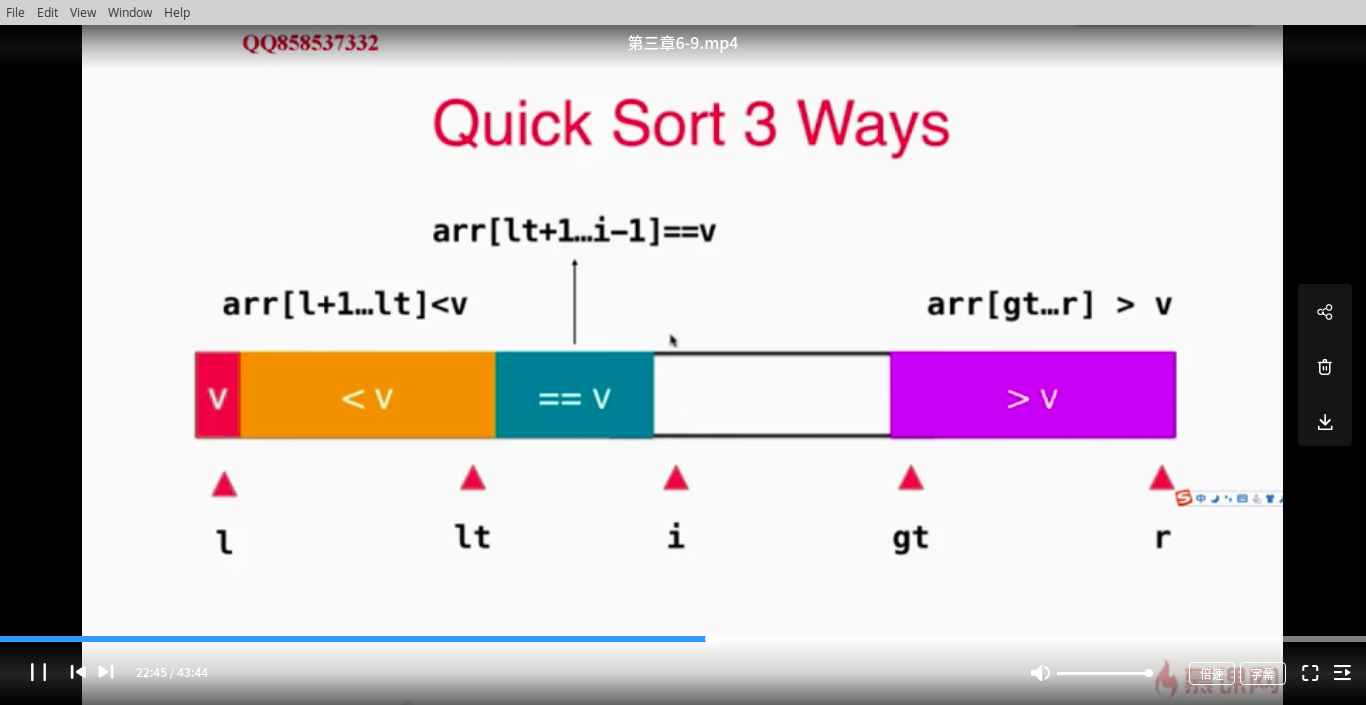 File Edit View Window Help
QQ858537332
第三章6-9.mp4
Quick Sort 3 Ways
arr[lt+1…i-1]==v
arr[l+1…lt]<v
arr[gt…r] > v
v
< v
== v
> v
l
lt
i
gt
r
中
22:45 / 43:44
倍速
字幕